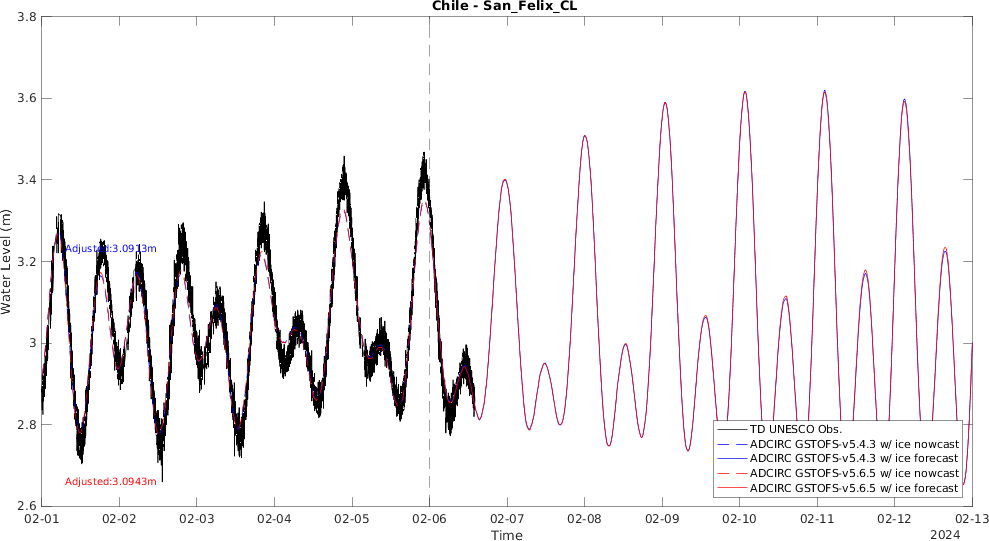 Chile - San_Felix_CL
Water Level (m)
3.8
3.6
3.4
3.2
3
2.8
2.6
Adjusted:3.0913m
Adjusted:3.0943m
TD UNESCO Obs.
ADCIRC GSTOFS-v5.4.3 w/ ice nowcast
ADCIRC GSTOFS-v5.4.3 w/ ice forecast
ADCIRC GSTOFS-v5.6.5 w/ ice nowcast
ADCIRC GSTOFS-v5.6.5 w/ ice forecast
02-01 02-02 02-03 02-04 02-05 02-06 02-07 02-08 02-09 02-10 02-11 02-12 02-13
Time
2024